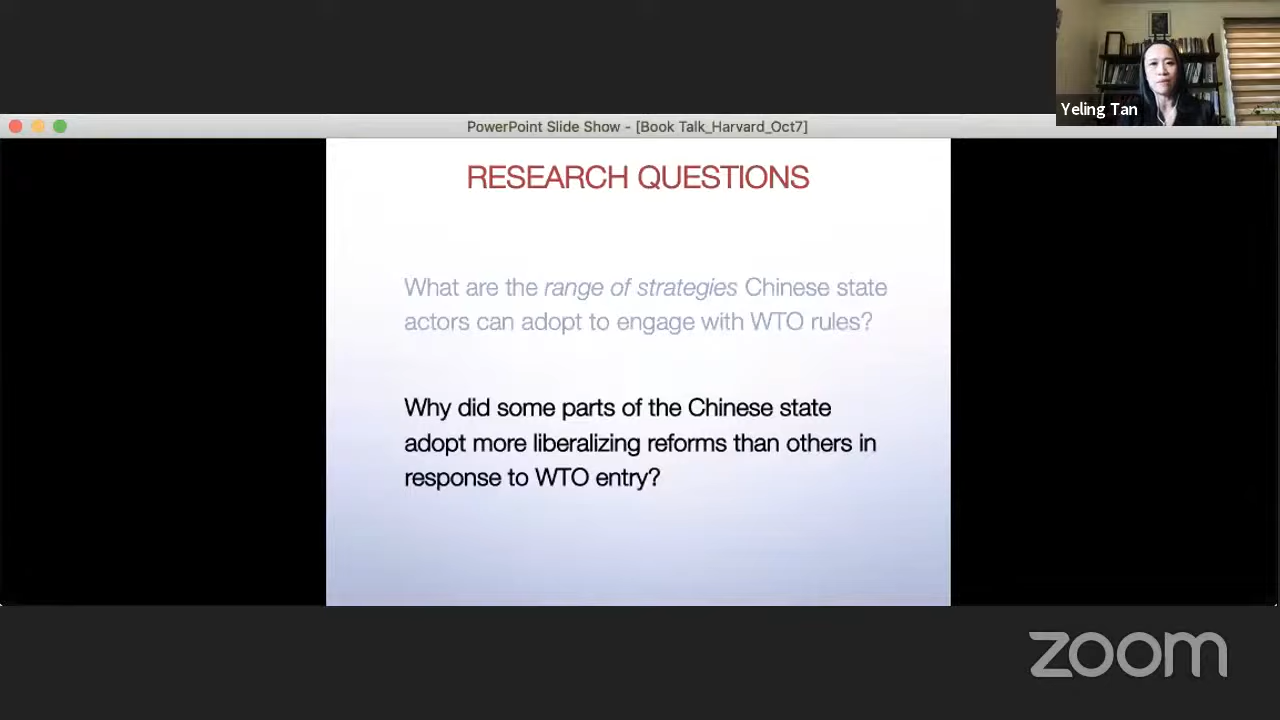 Yeling Tan
PowerPoint Slide Show - [Book Talk_Harvard_Oct7]
RESEARCH QUESTIONS
What are the range of strategies Chinese state
actors can adopt to engage with WTO rules?
Why did some parts of the Chinese state
adopt more liberalizing reforms than others in
response to WTO entry?
zoom